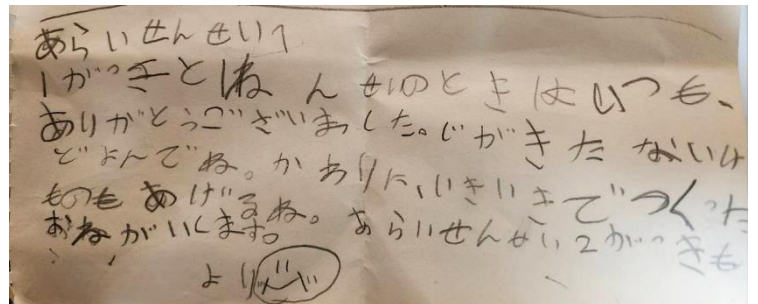 あらいせんせいへ
1がっきと1ねんせいのときはいつも、
ありがとうございました。じがきたないけ
どよんでね。かわりに、いきいきでつくった
ものもあげるね。あらいせんせい2がっきも
おねがいします。
より